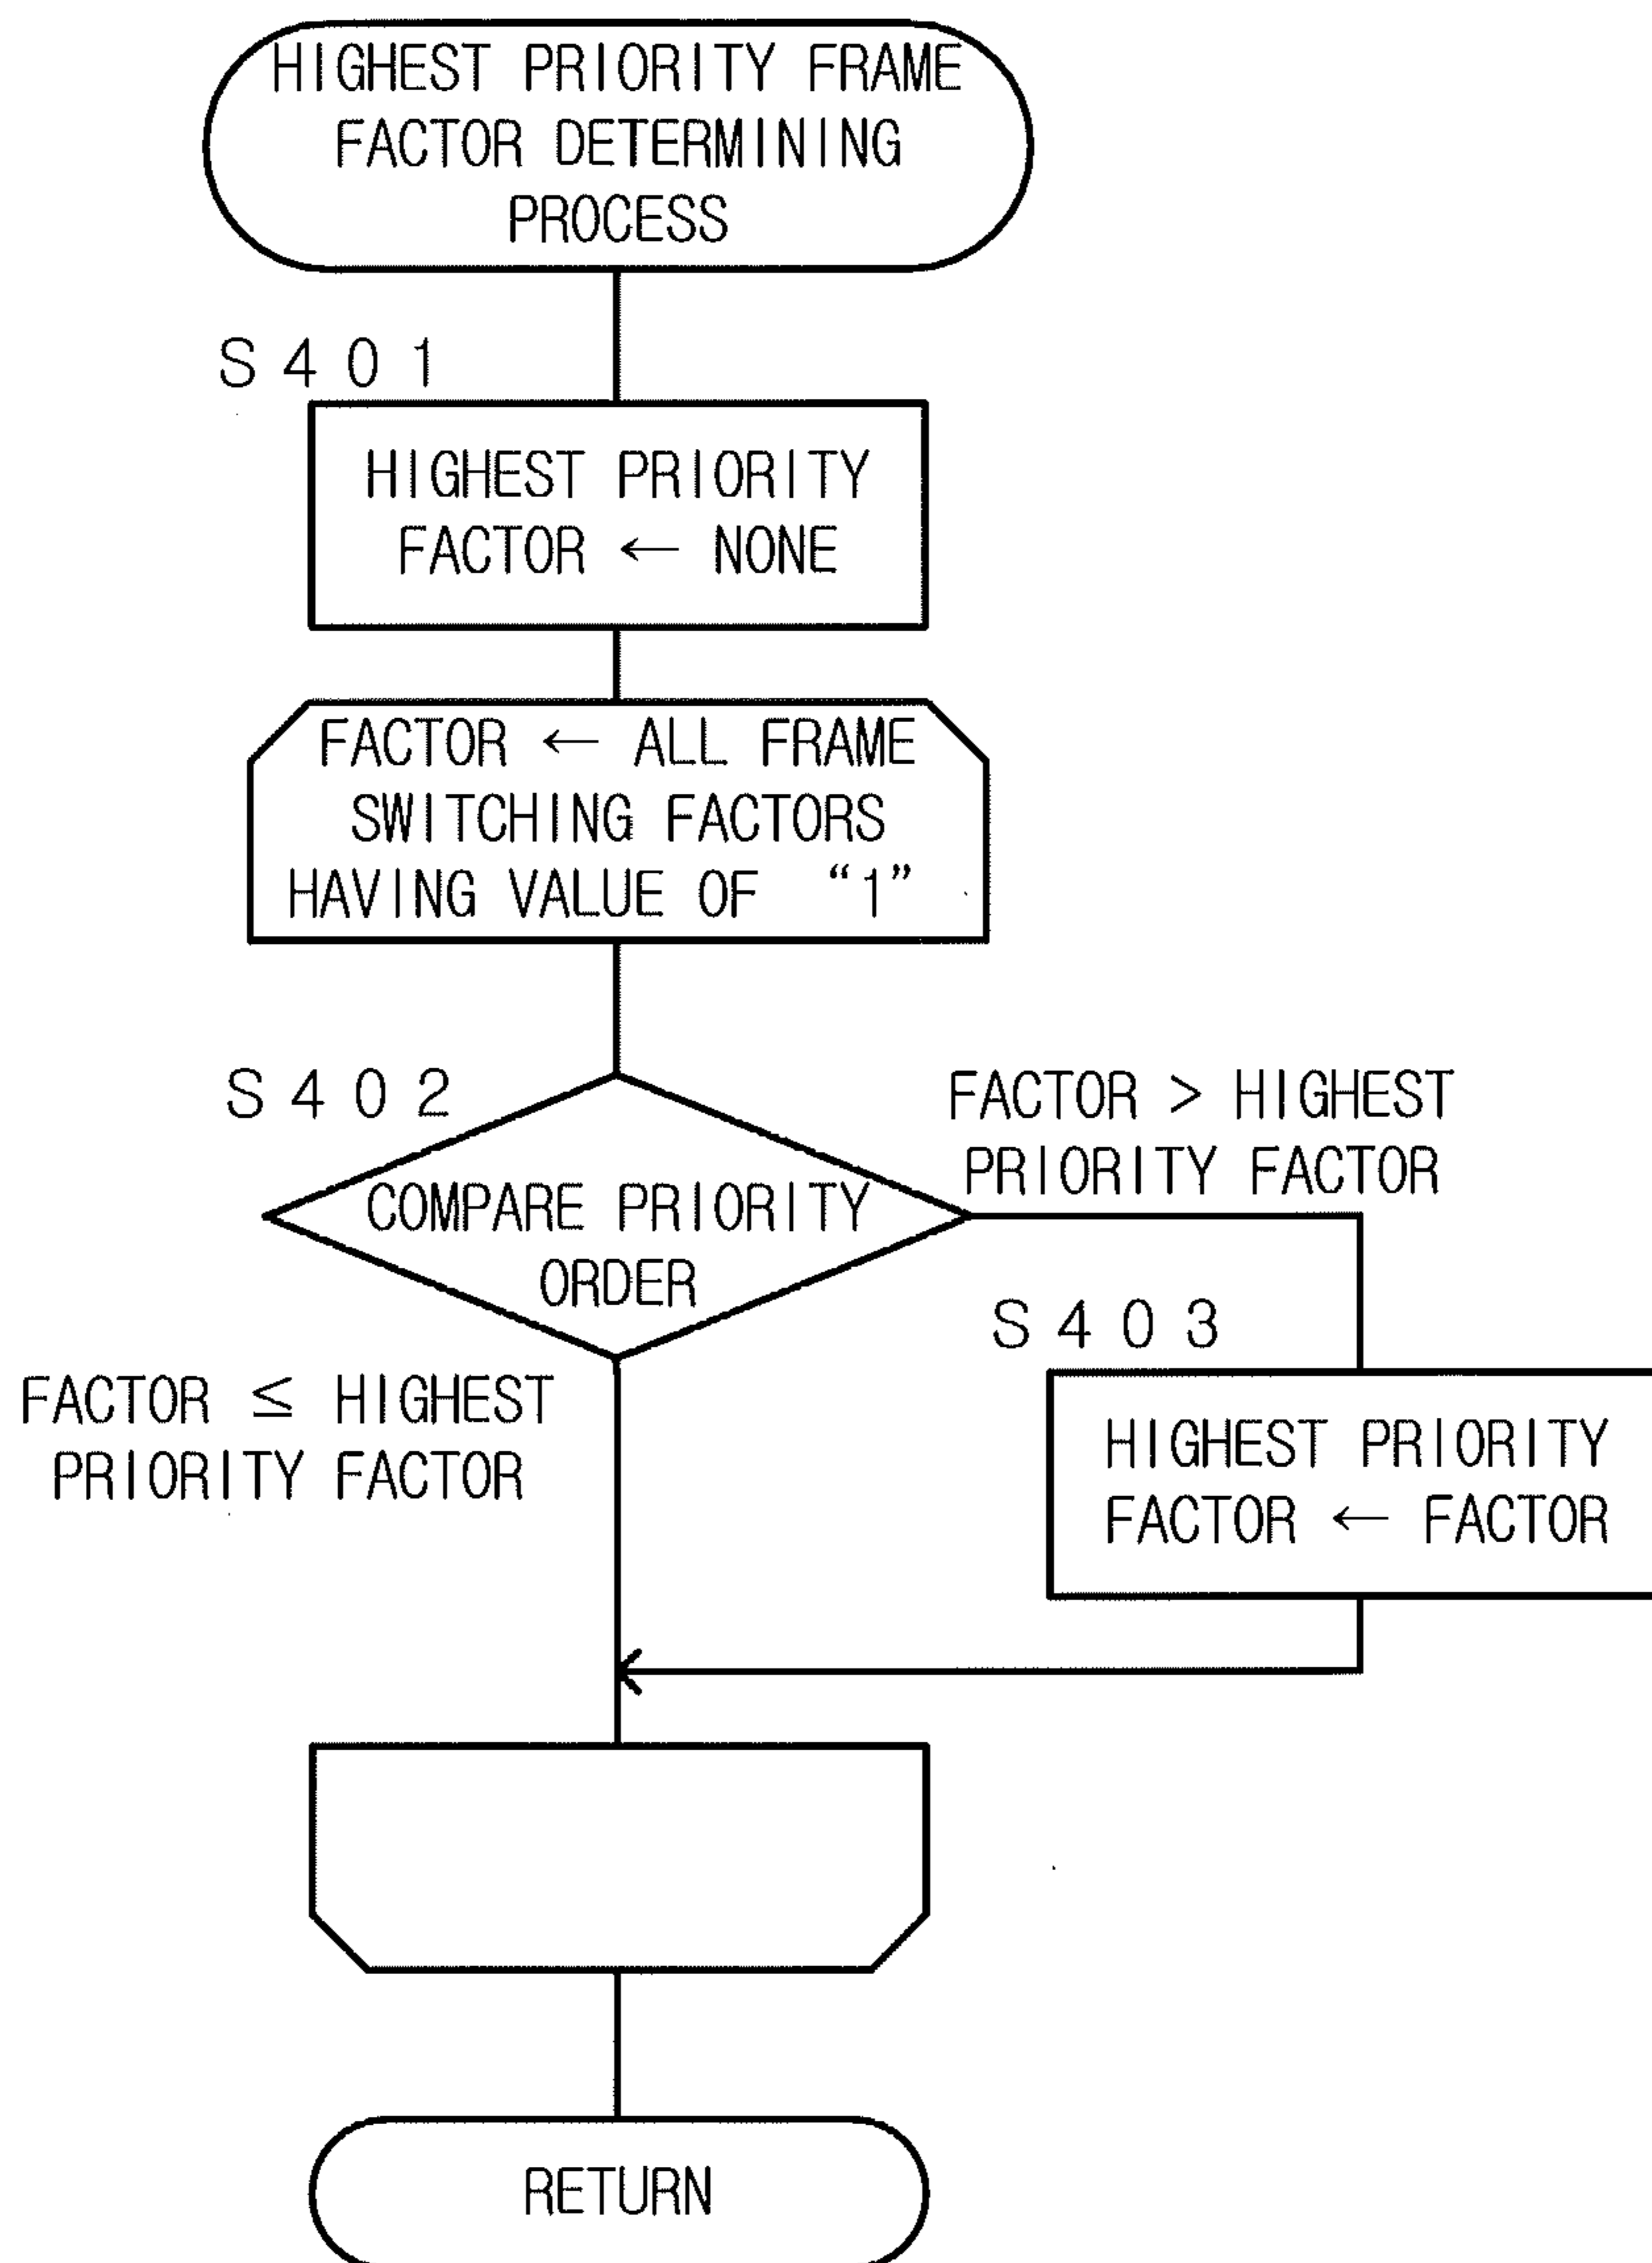 HIGHEST PRIORITY FRAME
FACTOR DETERMINING
PROCESS
S401
HIGHEST PRIORITY
FACTOR ← NONE
FACTOR ← ALL FRAME
SWITCHING FACTORS
HAVING VALUE OF “1”
S402
COMPARE PRIORITY
ORDER
FACTOR > HIGHEST
PRIORITY FACTOR
S403
HIGHEST PRIORITY
FACTOR ← FACTOR
FACTOR ≤ HIGHEST
PRIORITY FACTOR
RETURN